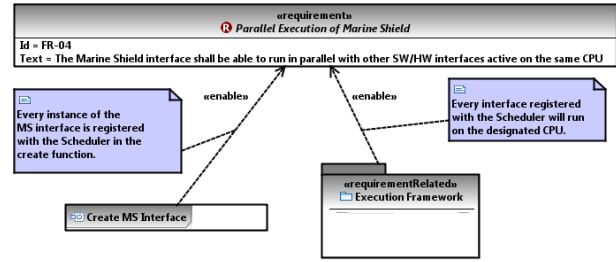 «requirement»
Parallel Execution of Marine Shield
Id = FR-04
Text = The Marine Shield interface shall be able to run in parallel with other SW/HW interfaces active on the same CPU
«enable»
«enable»
Every instance of the
MS interface is registered
with the Scheduler in the
create function.
Every interface registered
with the Scheduler will run
on the designated CPU.
Create MS Interface
«requirementRelated»
Execution Framework